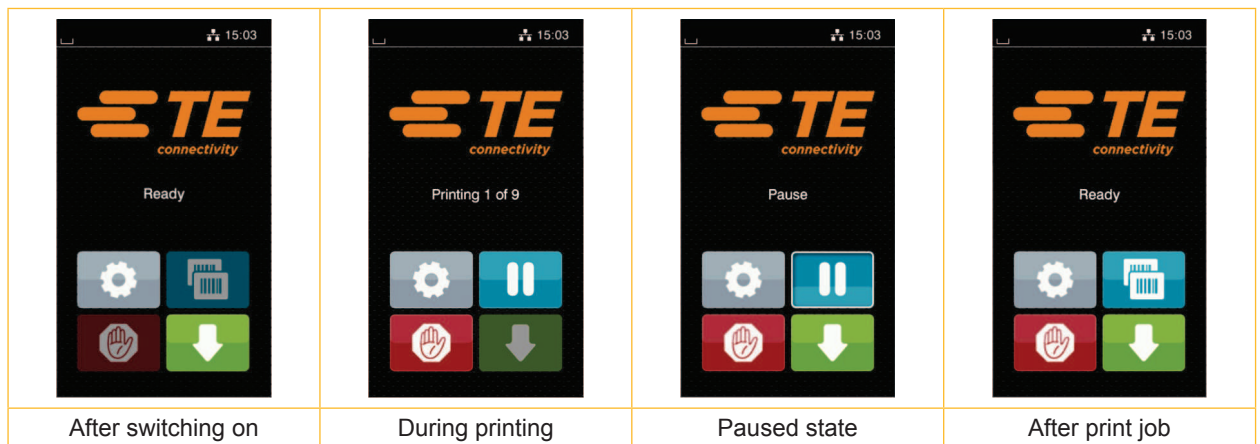 15:03
TE
connectivity
Ready
After switching on
15:03
TE
connectivity
Printing 1 of 9
During printing
15:03
TE
connectivity
Pause
Paused state
15:03
TE
connectivity
Ready
After print job